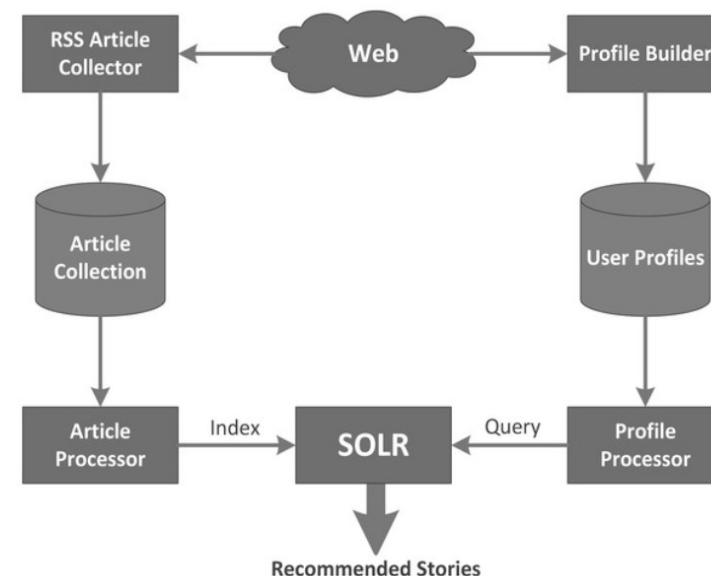 RSS Article
Collector
Web
Profile Builder
Article
Collection
User Profiles
Article
Processor
Index
SOLR
Query
Profile
Processor
Recommended Stories